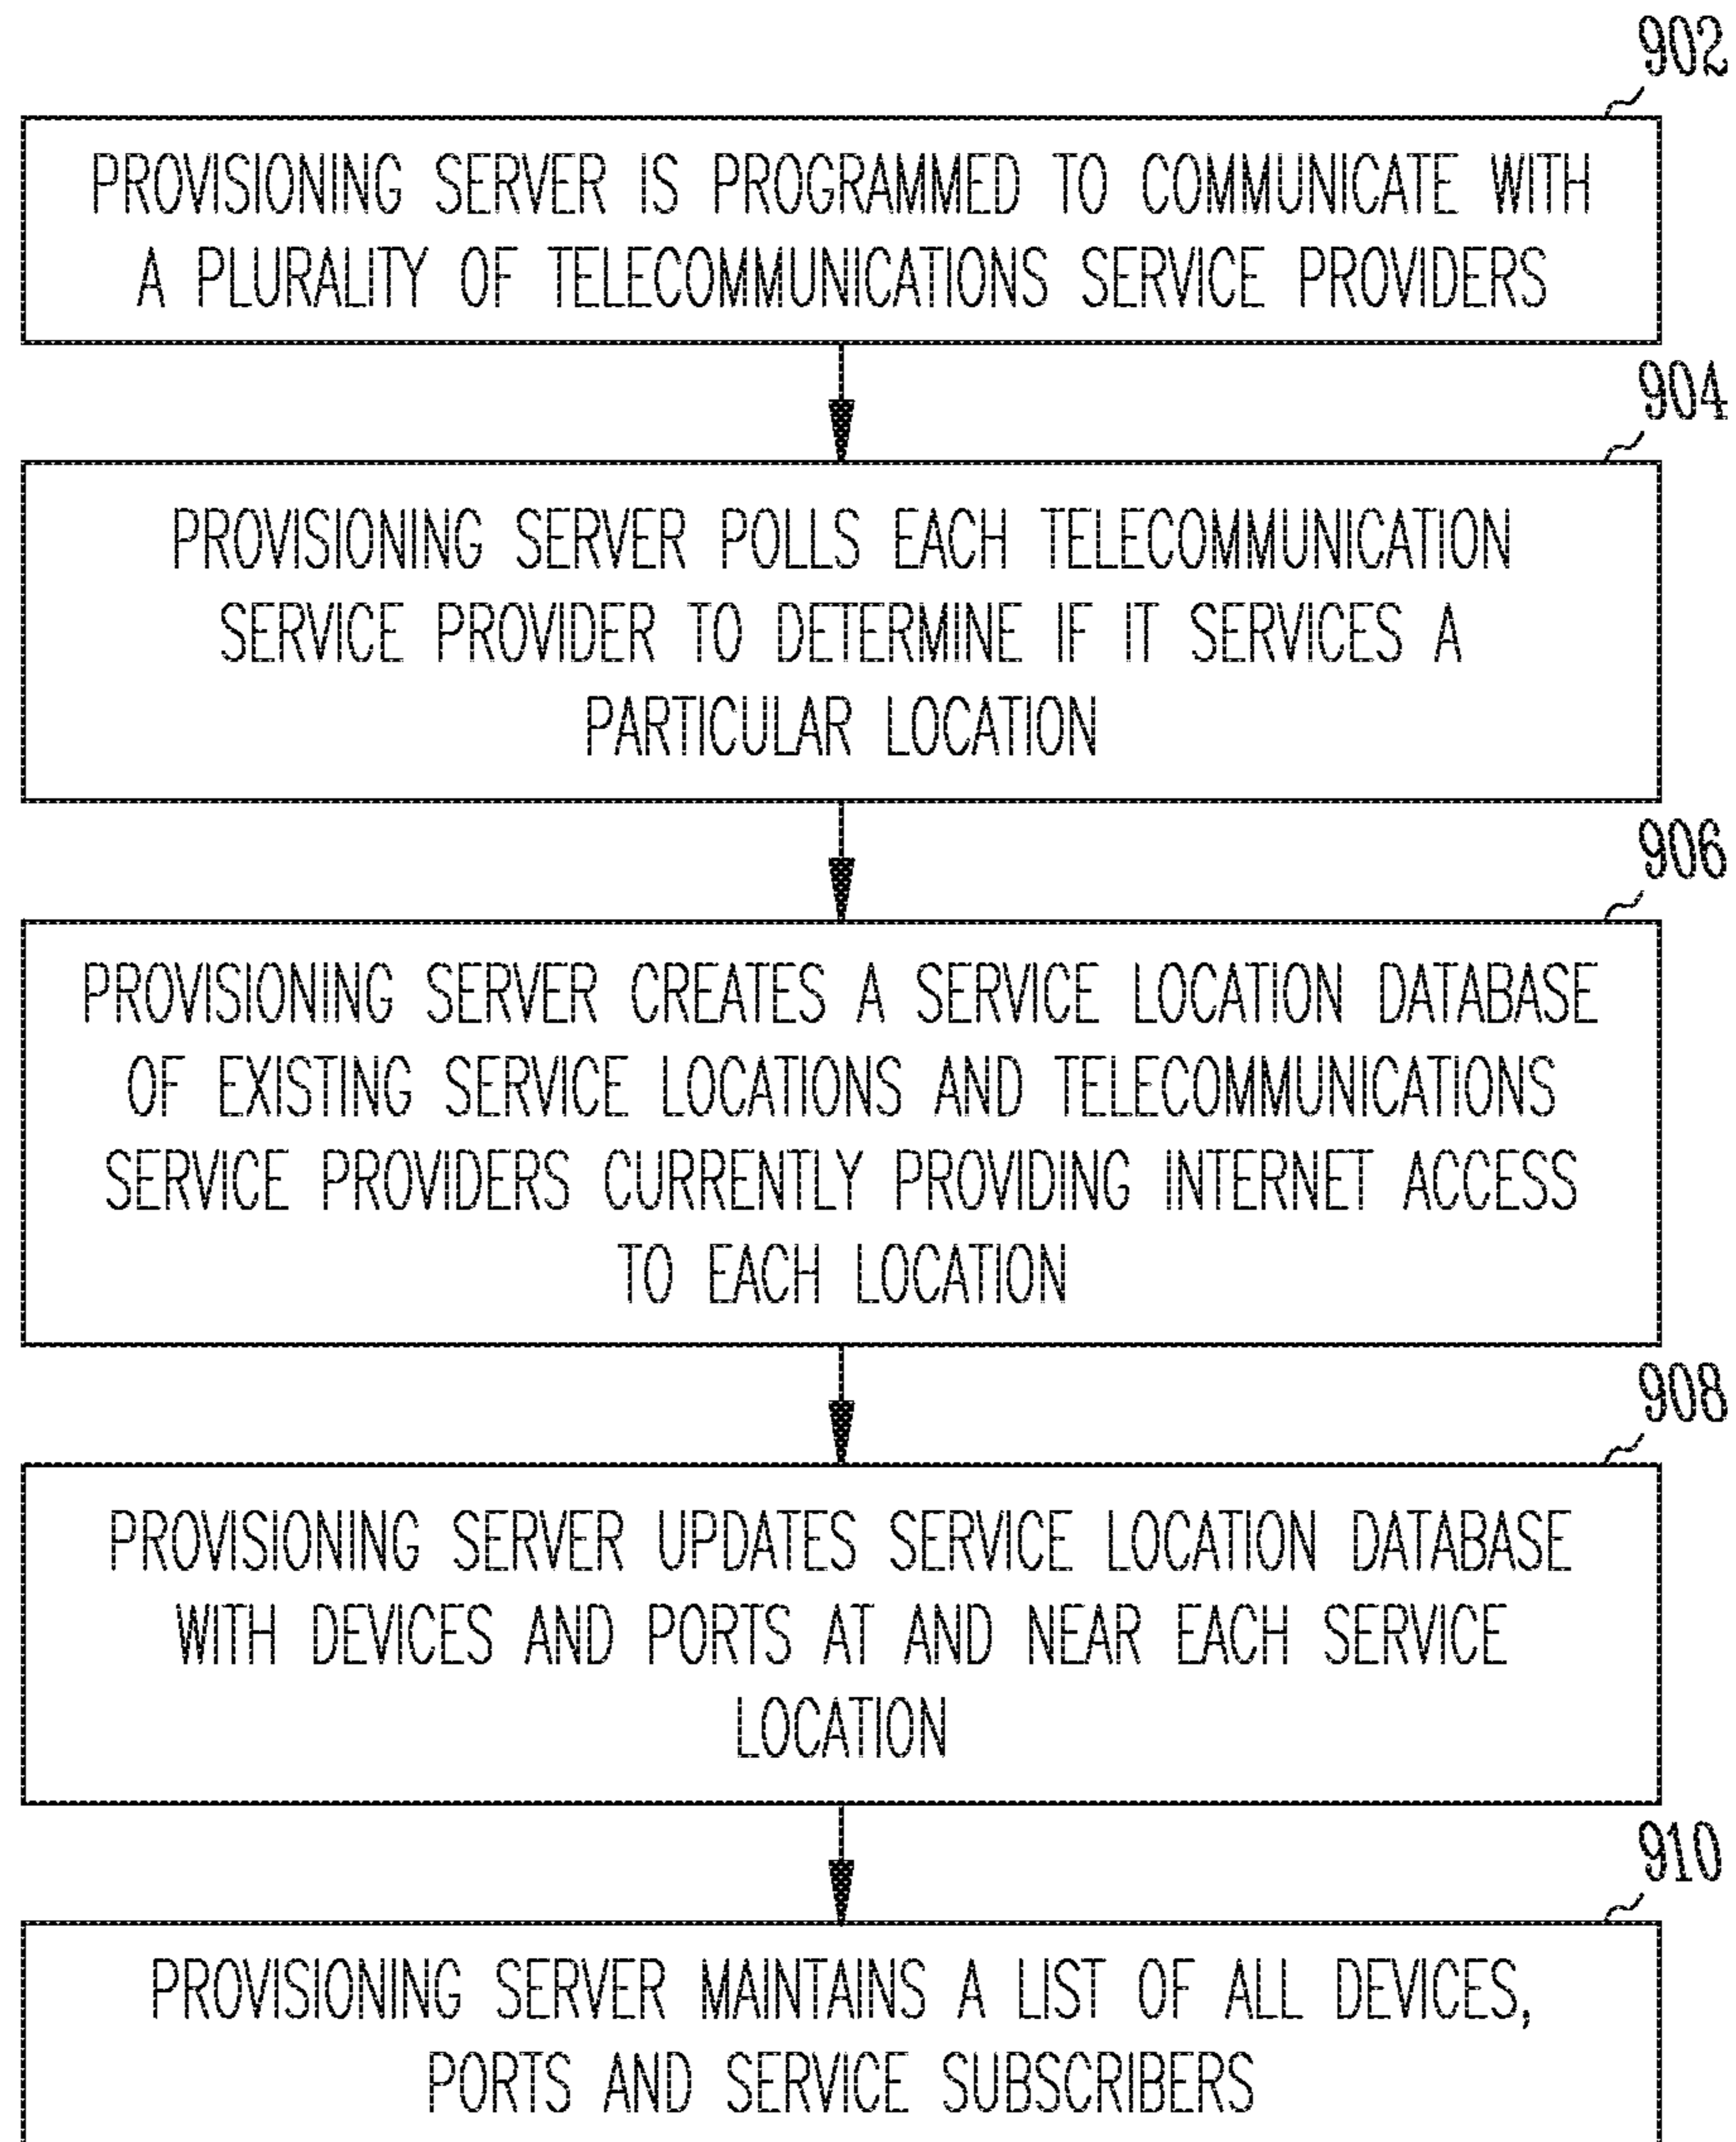 902
PROVISIONING SERVER IS PROGRAMMED TO COMMUNICATE WITH
A PLURALITY OF TELECOMMUNICATIONS SERVICE PROVIDERS
904
PROVISIONING SERVER POLLS EACH TELECOMMUNICATION
SERVICE PROVIDER TO DETERMINE IF IT SERVICES A
PARTICULAR LOCATION
906
PROVISIONING SERVER CREATES A SERVICE LOCATION DATABASE
OF EXISTING SERVICE LOCATIONS AND TELECOMMUNICATIONS
SERVICE PROVIDERS CURRENTLY PROVIDING INTERNET ACCESS
TO EACH LOCATION
908
PROVISIONING SERVER UPDATES SERVICE LOCATION DATABASE
WITH DEVICES AND PORTS AT AND NEAR EACH SERVICE
LOCATION
910
PROVISIONING SERVER MAINTAINS A LIST OF ALL DEVICES,
PORTS AND SERVICE SUBSCRIBERS